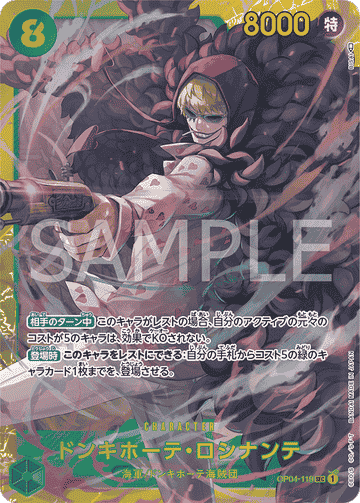 8
8000 特
SAMPLE
相手のターン中 このキャラがレストの場合、自分のアクティブの元々の
コストが5のキャラは、効果でKOされない。
登場時 このキャラをレストにできる:自分の手札からコスト5の緑のキ
ャラカード1枚までを、登場させる。
CHARACTER
ドンキホーテ・ロシナンテ
海軍/ドンキホーテ海賊団
OP04-119 SEC 1